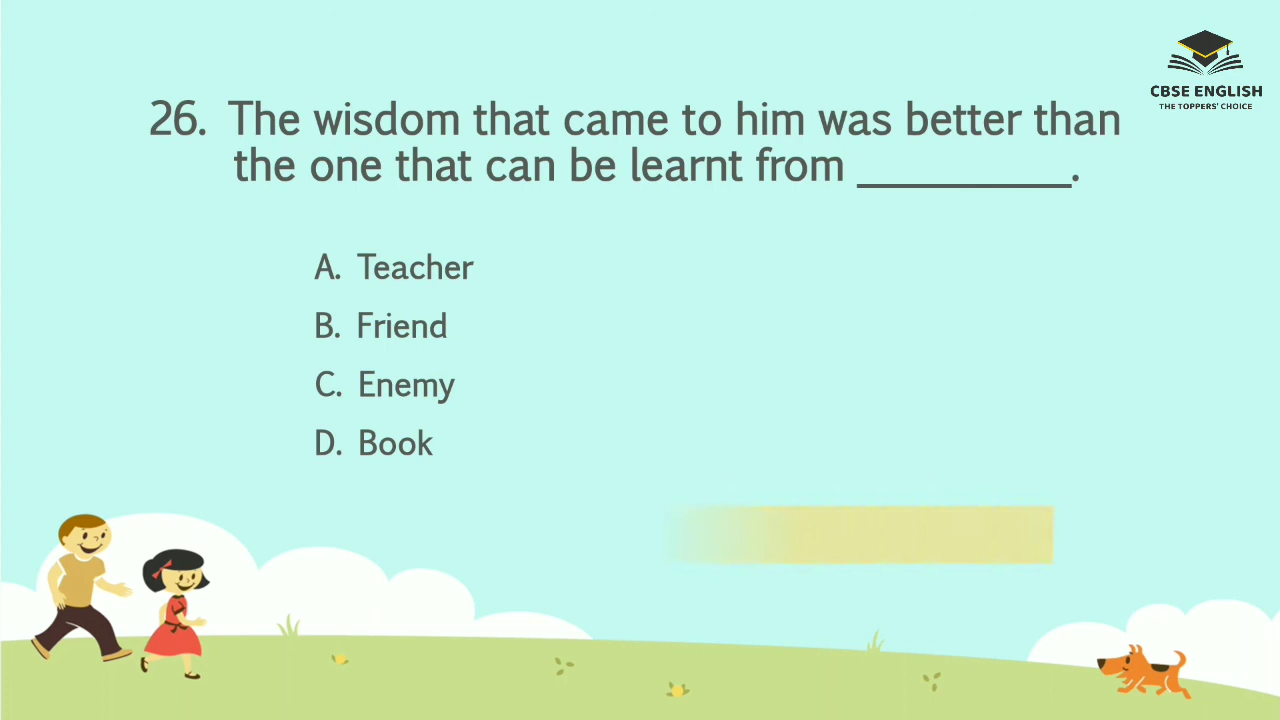 CBSE ENGLISH
THE TOPPERS' CHOICE
26. The wisdom that came to him was better than
the one that can be learnt from __________.
A. Teacher
B. Friend
C. Enemy
D. Book